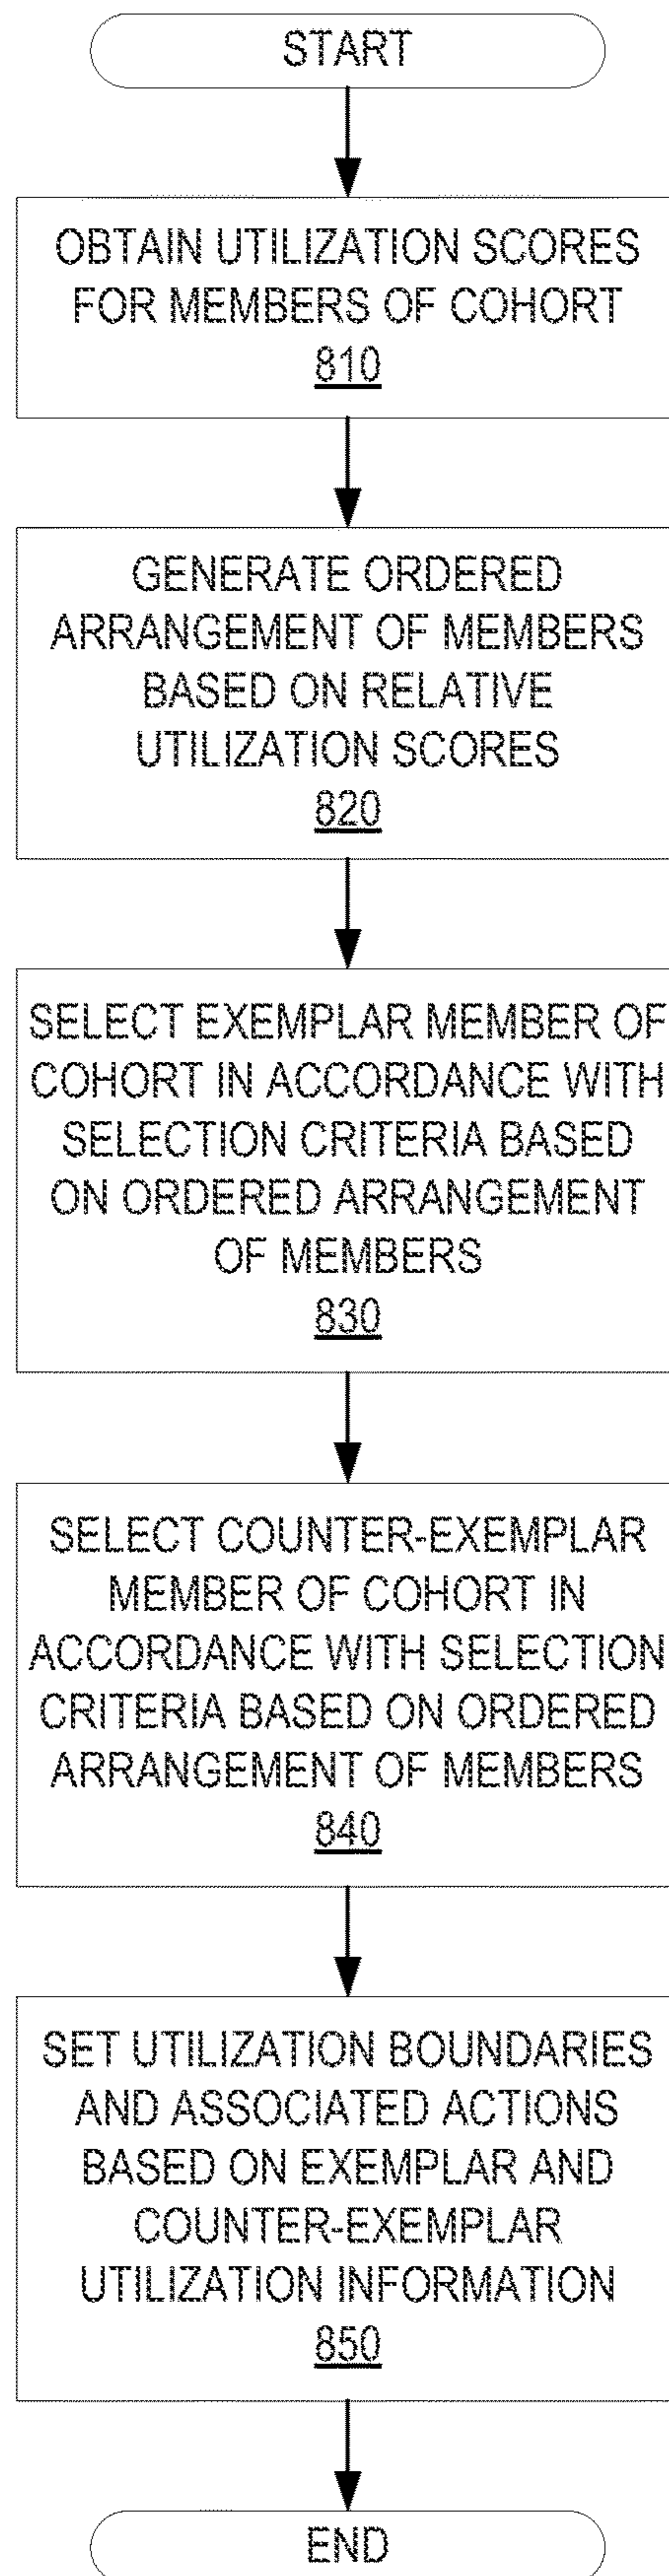 START
OBTAIN UTILIZATION SCORES
FOR MEMBERS OF COHORT
810
GENERATE ORDERED
ARRANGEMENT OF MEMBERS
BASED ON RELATIVE
UTILIZATION SCORES
820
SELECT EXEMPLAR MEMBER OF
COHORT IN ACCORDANCE WITH
SELECTION CRITERIA BASED
ON ORDERED ARRANGEMENT
OF MEMBERS
830
SELECT COUNTER-EXEMPLAR
MEMBER OF COHORT IN
ACCORDANCE WITH SELECTION
CRITERIA BASED ON ORDERED
ARRANGEMENT OF MEMBERS
840
SET UTILIZATION BOUNDARIES
AND ASSOCIATED ACTIONS
BASED ON EXEMPLAR AND
COUNTER-EXEMPLAR
UTILIZATION INFORMATION
850
END